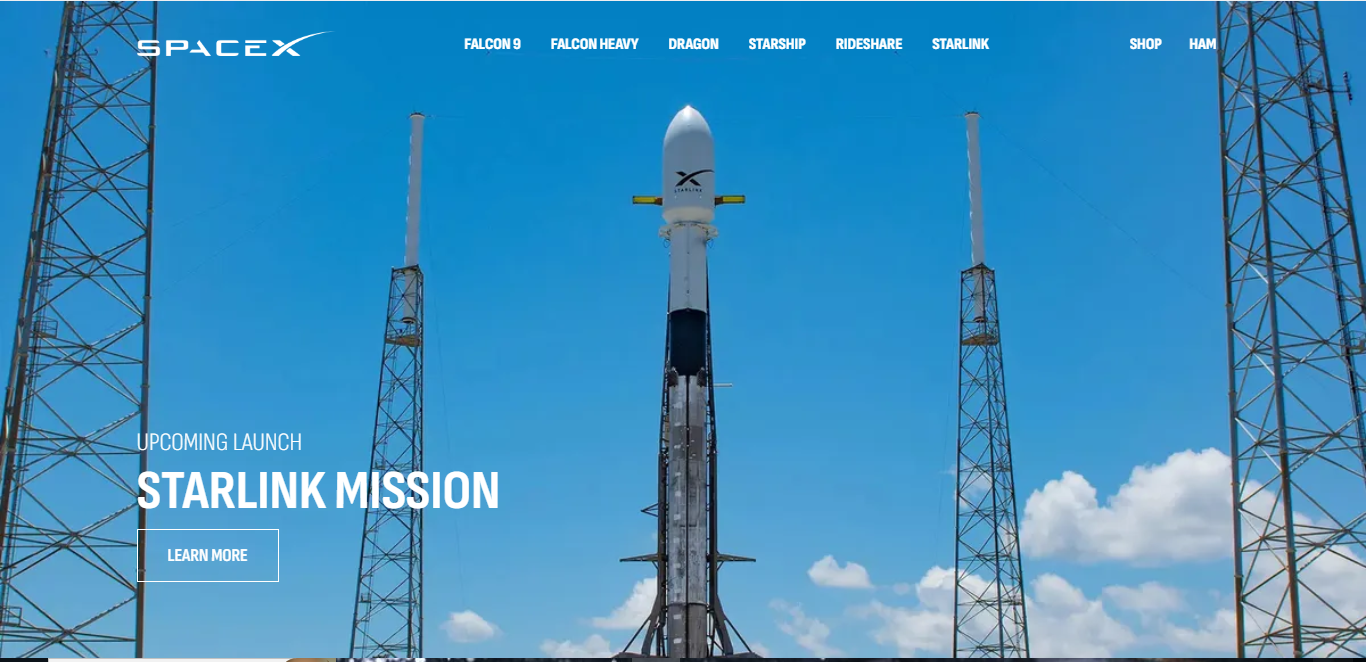 SPACEX
FALCON 9 FALCON HEAVY DRAGON STARSHIP RIDESHARE STARLINK SHOP HAM
STARLINK
UPCOMING LAUNCH
STARLINK MISSION
LEARN MORE